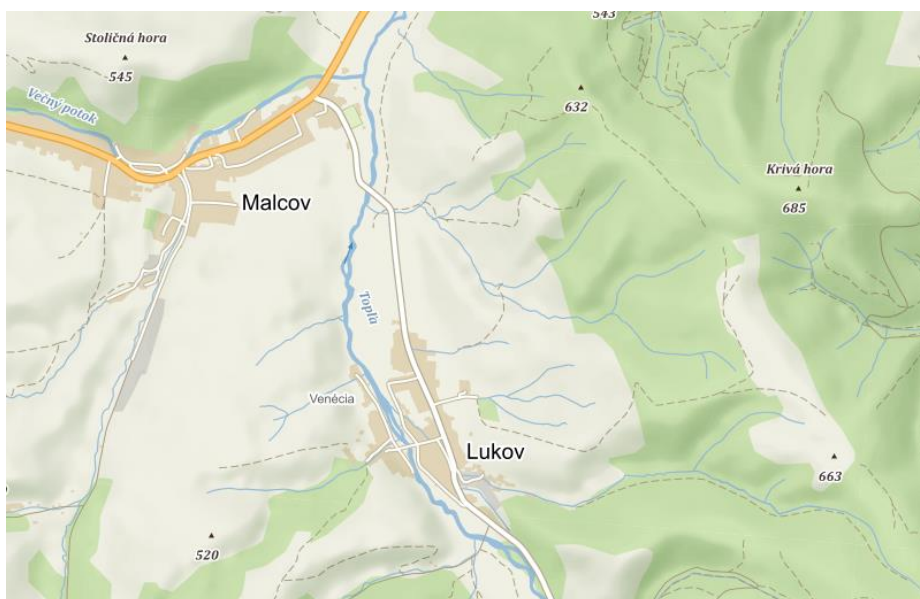 543
Stoličná hora
545
Večný potok
632
Krivá hora
685
Malcov
Topľa
Venécia
Lukov
663
520